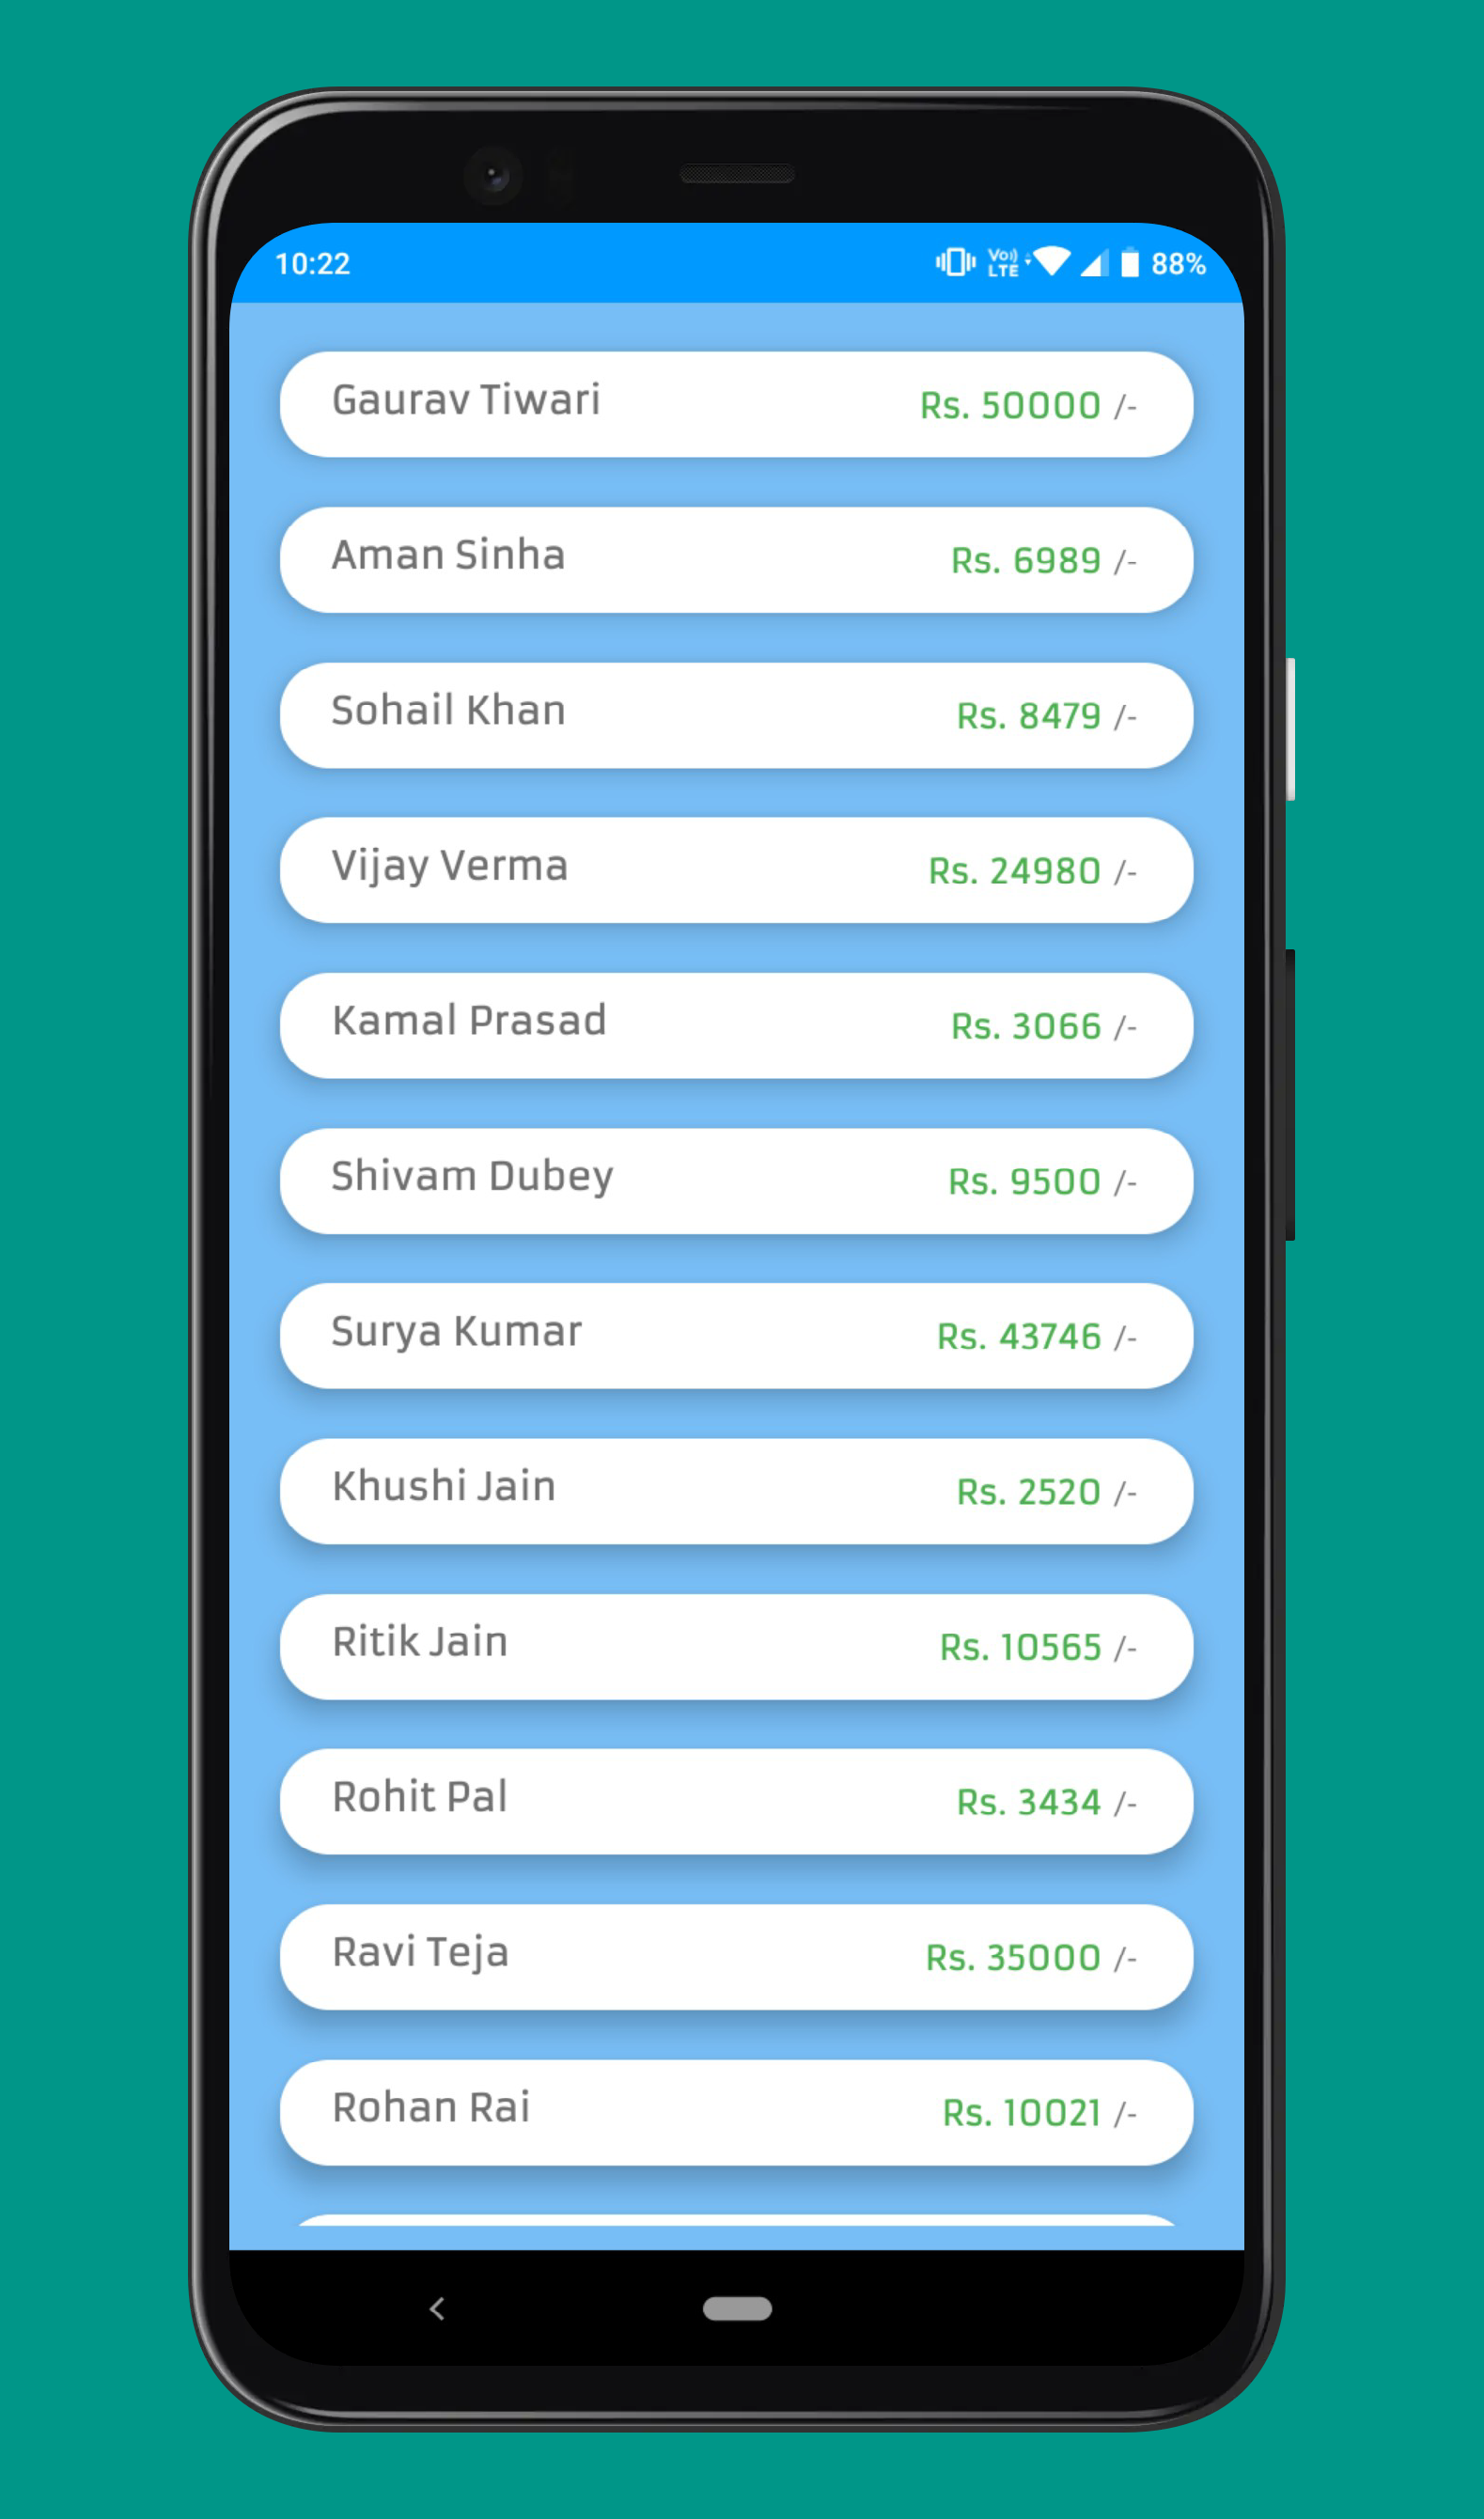 10:22 Vo)) LTE 88%
Gaurav Tiwari Rs. 50000 /-
Aman Sinha Rs. 6989 /-
Sohail Khan Rs. 8479 /-
Vijay Verma Rs. 24980 /-
Kamal Prasad Rs. 3066 /-
Shivam Dubey Rs. 9500 /-
Surya Kumar Rs. 43746 /-
Khushi Jain Rs. 2520 /-
Ritik Jain Rs. 10565 /-
Rohit Pal Rs. 3434 /-
Ravi Teja Rs. 35000 /-
Rohan Rai Rs. 10021 /-